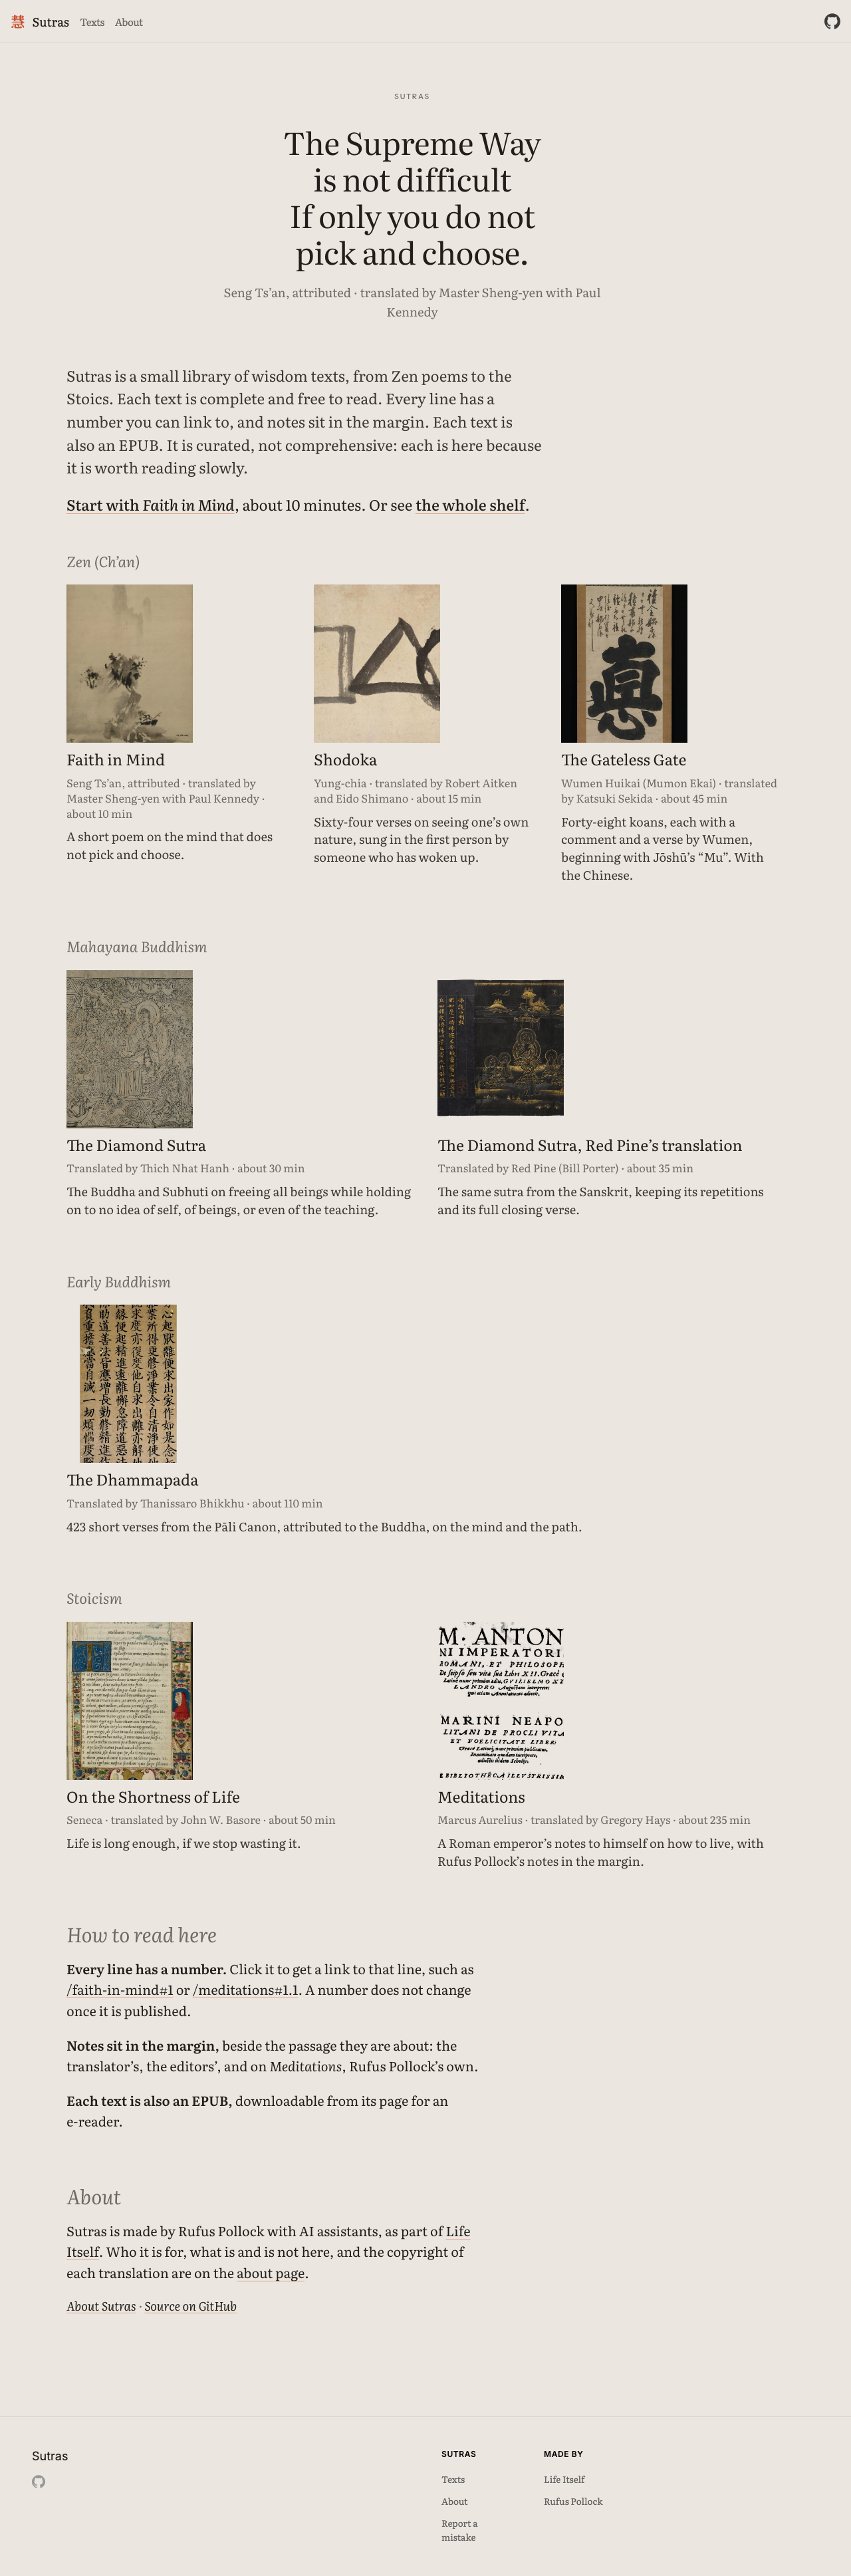 慧 Sutras Texts About
SUTRAS
The Supreme Way
is not difficult
If only you do not
pick and choose.
Seng Ts’an, attributed · translated by Master Sheng-yen with Paul
Kennedy
Sutras is a small library of wisdom texts, from Zen poems to the
Stoics. Each text is complete and free to read. Every line has a
number you can link to, and notes sit in the margin. Each text is
also an EPUB. It is curated, not comprehensive: each is here because
it is worth reading slowly.
Start with Faith in Mind, about 10 minutes. Or see the whole shelf.
Zen (Ch’an)
Faith in Mind
Seng Ts’an, attributed · translated by
Master Sheng-yen with Paul Kennedy ·
about 10 min
A short poem on the mind that does
not pick and choose.
Shodoka
Yung-chia · translated by Robert Aitken
and Eido Shimano · about 15 min
Sixty-four verses on seeing one’s own
nature, sung in the first person by
someone who has woken up.
The Gateless Gate
Wumen Huikai (Mumon Ekai) · translated
by Katsuki Sekida · about 45 min
Forty-eight koans, each with a
comment and a verse by Wumen,
beginning with Jōshū’s “Mu”. With
the Chinese.
Mahayana Buddhism
The Diamond Sutra
Translated by Thich Nhat Hanh · about 30 min
The Buddha and Subhuti on freeing all beings while holding
on to no idea of self, of beings, or even of the teaching.
The Diamond Sutra, Red Pine’s translation
Translated by Red Pine (Bill Porter) · about 35 min
The same sutra from the Sanskrit, keeping its repetitions
and its full closing verse.
Early Buddhism
The Dhammapada
Translated by Thanissaro Bhikkhu · about 110 min
423 short verses from the Pāli Canon, attributed to the Buddha, on the mind and the path.
Stoicism
On the Shortness of Life
Seneca · translated by John W. Basore · about 50 min
Life is long enough, if we stop wasting it.
M. ANTON
NI IMPERATO
MARINI NEAPO
LITANI DE PROCLI VITA
Meditations
Marcus Aurelius · translated by Gregory Hays · about 235 min
A Roman emperor’s notes to himself on how to live, with
Rufus Pollock’s notes in the margin.
How to read here
Every line has a number. Click it to get a link to that line, such as
/faith-in-mind#1 or /meditations#1.1. A number does not change
once it is published.
Notes sit in the margin, beside the passage they are about: the
translator’s, the editors’, and on Meditations, Rufus Pollock’s own.
Each text is also an EPUB, downloadable from its page for an
e-reader.
About
Sutras is made by Rufus Pollock with AI assistants, as part of Life
Itself. Who it is for, what is and is not here, and the copyright of
each translation are on the about page.
About Sutras · Source on GitHub
Sutras
SUTRAS
Texts
About
Report a
mistake
MADE BY
Life Itself
Rufus Pollock